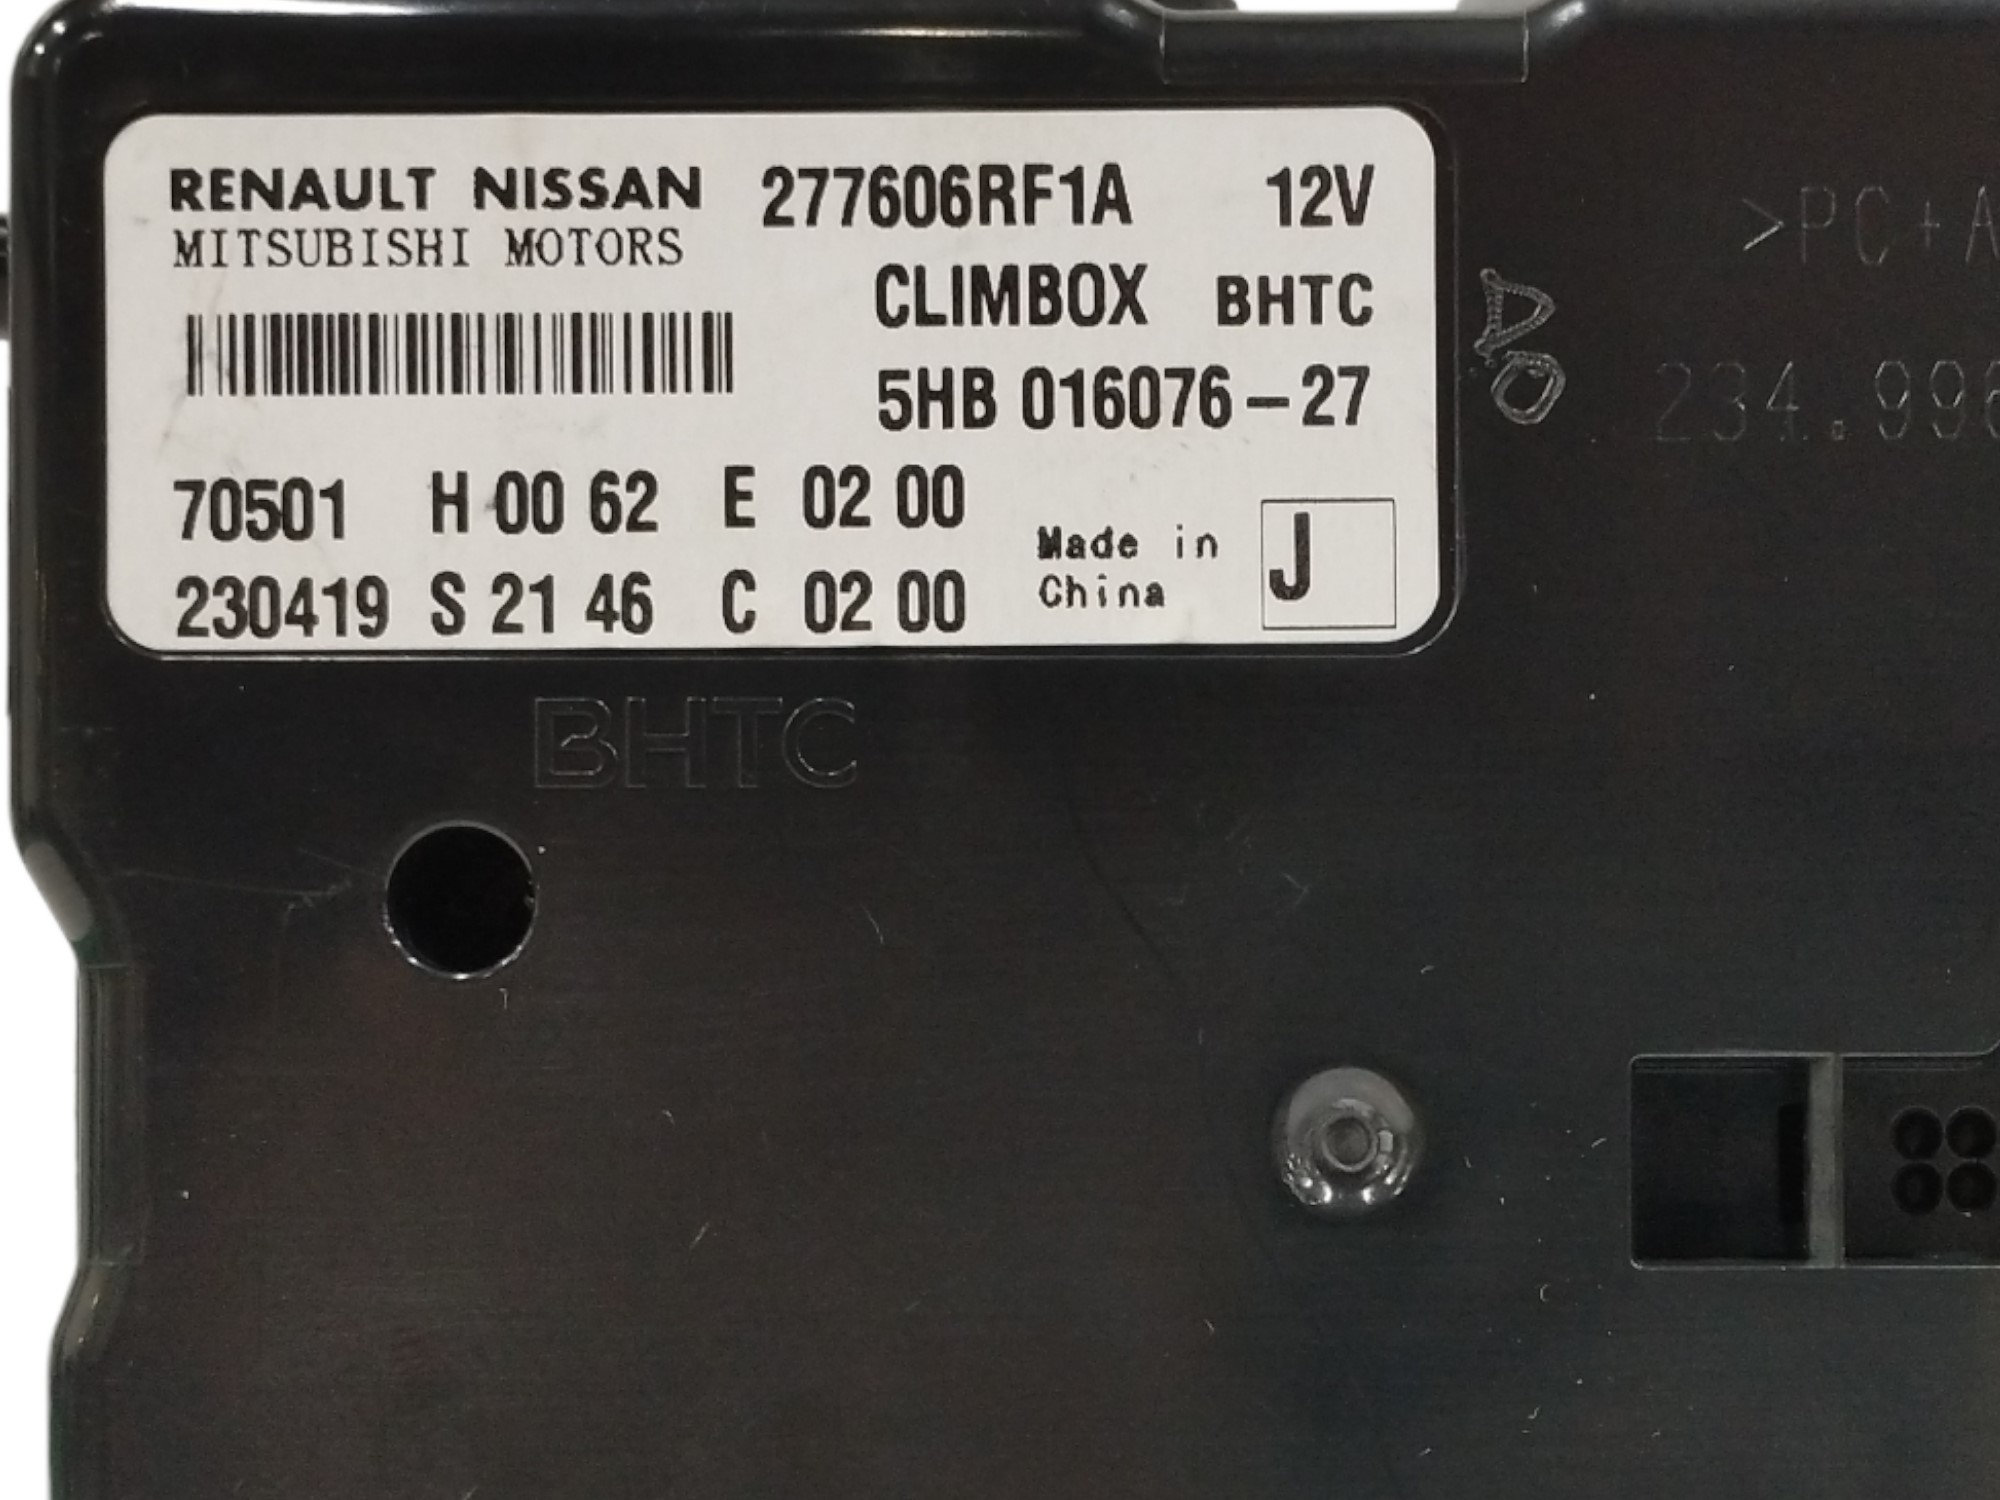 RENAULT NISSAN 277606RF1A 12V
MITSUBISHI MOTORS
CLIMBOX BHTC
5HB 016076-27
70501 H 00 62 E 02 00
230419 S 21 46 C 02 00
Made in
China
J
BHTC
>PC+A
234.996